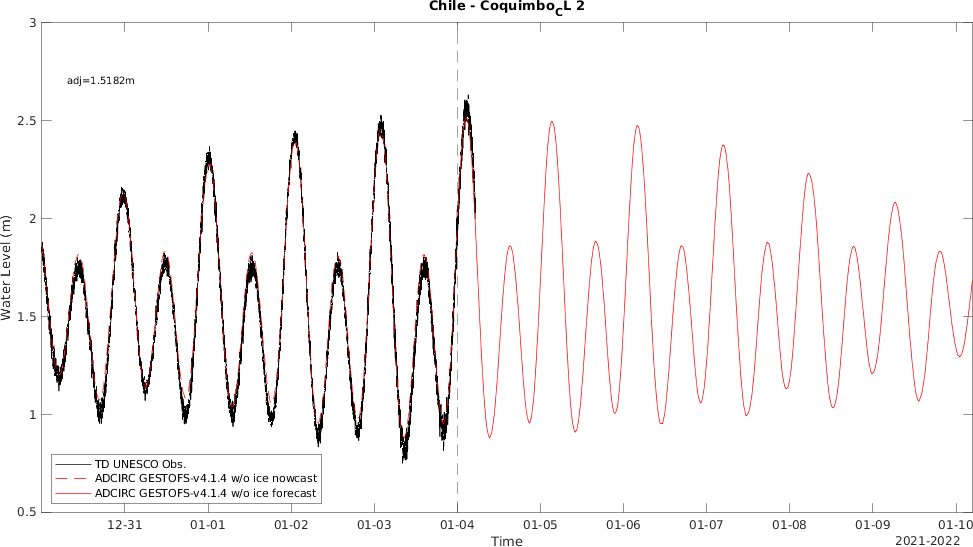 Chile - CoquimboCL 2
adj=1.5182m
3
2.5
2
1.5
1
0.5
Water Level (m)
TD UNESCO Obs.
ADCIRC GESTOFS-v4.1.4 w/o ice nowcast
ADCIRC GESTOFS-v4.1.4 w/o ice forecast
12-31 01-01 01-02 01-03 01-04 01-05 01-06 01-07 01-08 01-09 01-10
Time
2021-2022